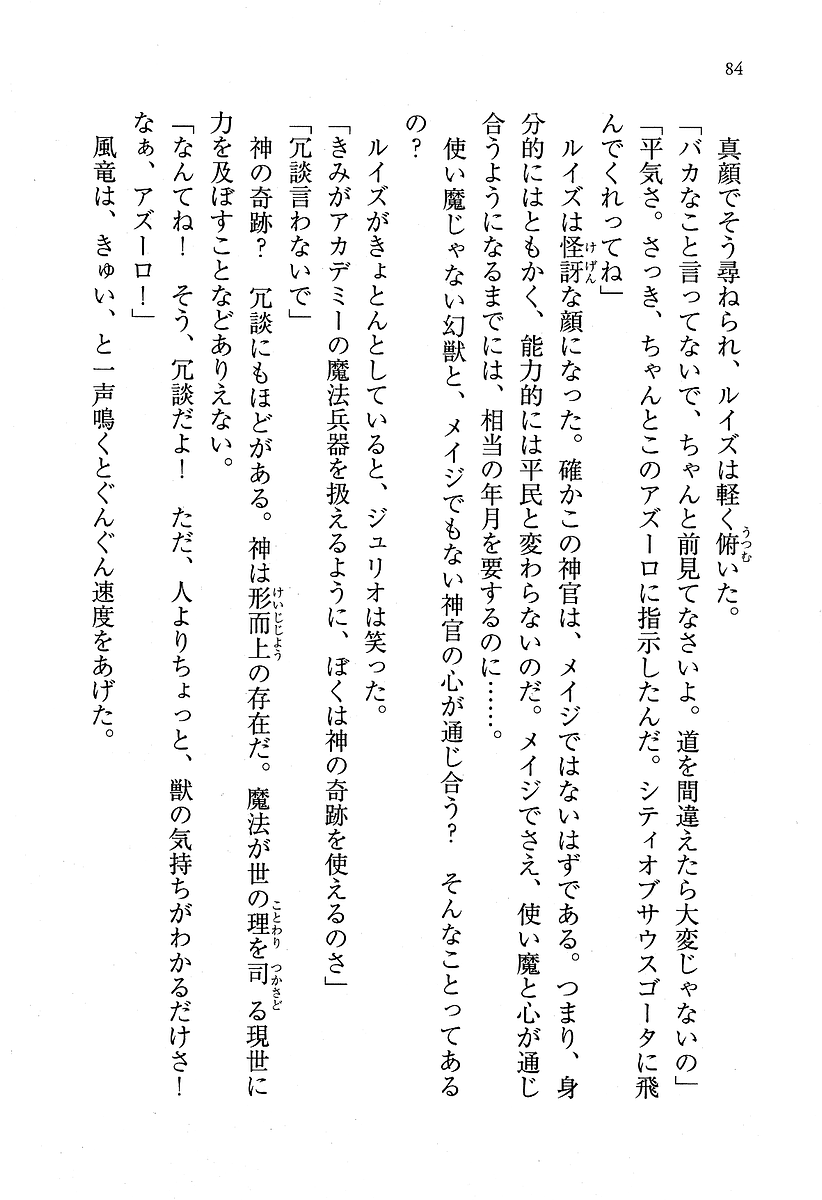 84
真顔でそう尋ねられ、ルイズは軽く俯いた。
「バカなこと言ってないで、ちゃんと前見てなさいよ。道を間違えたら大変じゃないの」
「平気さ。さっき、ちゃんとこのアズーロに指示したんだ。シティオブサウスゴータに飛
んでくれってね」
ルイズは怪訝な顔になった。確かこの神官は、メイジではないはずである。つまり、身
分的にはともかく、能力的には平民と変わらないのだ。メイジでさえ、使い魔と心が通じ
合うようになるまでには、相当の年月を要するのに……。
使い魔じゃない幻獣と、メイジでもない神官の心が通じ合う？　そんなことってある
の？
ルイズがきょとんとしていると、ジュリオは笑った。
「きみがアカデミーの魔法兵器を扱えるように、ぼくは神の奇跡を使えるのさ」
「冗談言わないで」
神の奇跡？　冗談にもほどがある。神は形而上の存在だ。魔法が世の理を司る現世に
力を及ぼすことなどありえない。
「なんてね！　そう、冗談だよ！　ただ、人よりちょっと、獣の気持ちがわかるだけさ！
なぁ、アズーロ！」
風竜は、きゅい、と一声鳴くとぐんぐん速度をあげた。
うつむ
けげん
けいじじよう
ことわり
つかさど